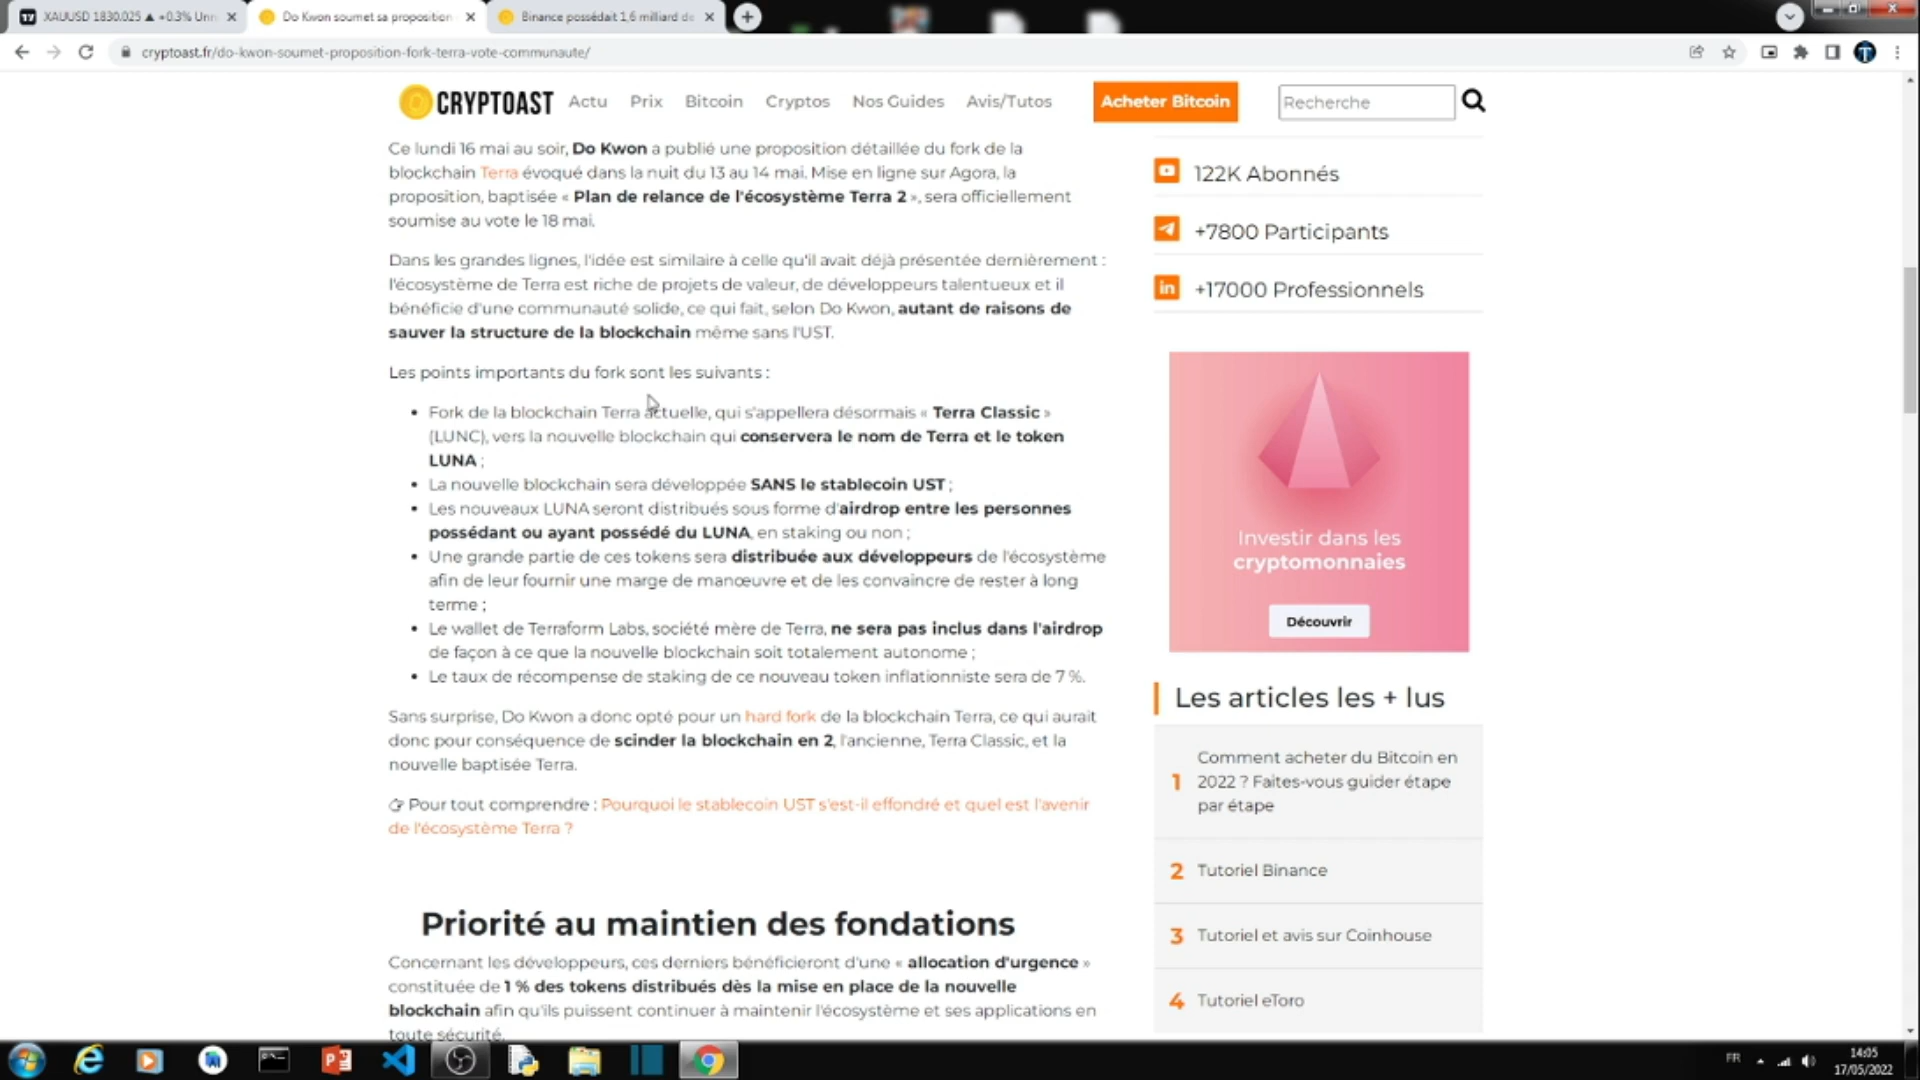 XAUUSD 1830.025 ▲ +0.3% Unn
Do Kwon soumet sa proposition
Binance possédait 1,6 milliard de
cryptoast.fr/do-kwon-soumet-proposition-fork-terra-vote-communaute/
CRYPTOAST
Actu Prix Bitcoin Cryptos Nos Guides Avis/Tutos
Acheter Bitcoin
Recherche
Ce lundi 16 mai au soir, Do Kwon a publié une proposition détaillée du fork de la
blockchain Terra évoqué dans la nuit du 13 au 14 mai. Mise en ligne sur Agora, la
proposition, baptisée « Plan de relance de l'écosystème Terra 2 », sera officiellement
soumise au vote le 18 mai.
Dans les grandes lignes, l'idée est similaire à celle qu'il avait déjà présentée dernièrement :
l'écosystème de Terra est riche de projets de valeur, de développeurs talentueux et il
bénéficie d'une communauté solide, ce qui fait, selon Do Kwon, autant de raisons de
sauver la structure de la blockchain même sans l'UST.
Les points importants du fork sont les suivants :
• Fork de la blockchain Terra actuelle, qui s'appellera désormais « Terra Classic »
(LUNC), vers la nouvelle blockchain qui conservera le nom de Terra et le token
LUNA ;
• La nouvelle blockchain sera développée SANS le stablecoin UST ;
• Les nouveaux LUNA seront distribués sous forme d'airdrop entre les personnes
possédant ou ayant possédé du LUNA, en staking ou non ;
• Une grande partie de ces tokens sera distribuée aux développeurs de l'écosystème
afin de leur fournir une marge de manœuvre et de les convaincre de rester à long
terme ;
• Le wallet de Terraform Labs, société mère de Terra, ne sera pas inclus dans l'airdrop
de façon à ce que la nouvelle blockchain soit totalement autonome ;
• Le taux de récompense de staking de ce nouveau token inflationniste sera de 7 %.
Sans surprise, Do Kwon a donc opté pour un hard fork de la blockchain Terra, ce qui aurait
donc pour conséquence de scinder la blockchain en 2, l'ancienne, Terra Classic, et la
nouvelle baptisée Terra.
👉 Pour tout comprendre : Pourquoi le stablecoin UST s'est-il effondré et quel est l'avenir
de l'écosystème Terra ?
Priorité au maintien des fondations
Concernant les développeurs, ces derniers bénéficieront d'une « allocation d'urgence »
constituée de 1 % des tokens distribués dès la mise en place de la nouvelle
blockchain afin qu'ils puissent continuer à maintenir l'écosystème et ses applications en
toute sécurité.
122K Abonnés
+7800 Participants
in +17000 Professionnels
Investir dans les
cryptomonnaies
Découvrir
Les articles les + lus
1 Comment acheter du Bitcoin en
2022 ? Faites-vous guider étape
par étape
2 Tutoriel Binance
3 Tutoriel et avis sur Coinhouse
4 Tutoriel eToro
FR
14:05
17/05/2022